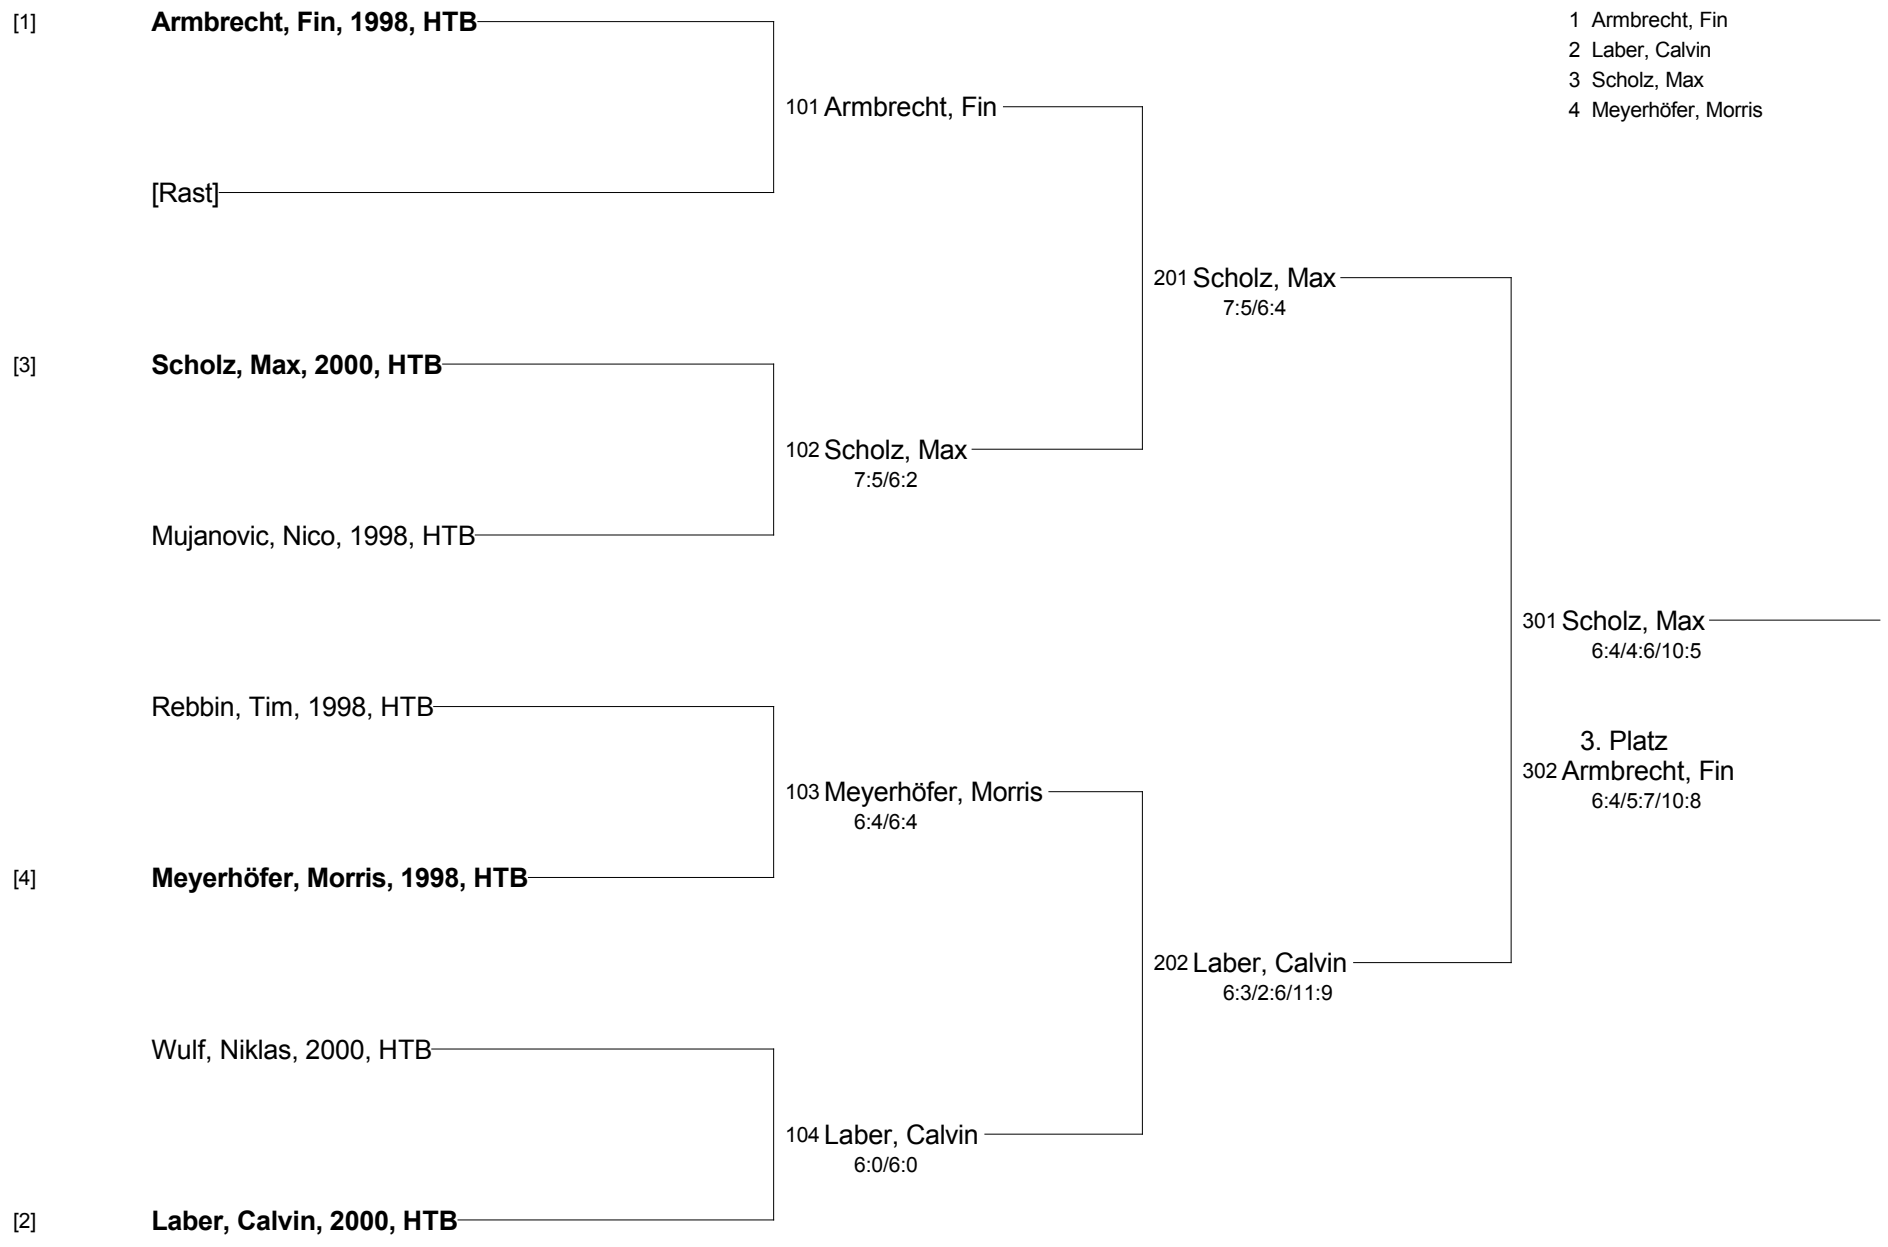 [1] Armbrecht, Fin, 1998, HTB
1 Armbrecht, Fin
2 Laber, Calvin
3 Scholz, Max
4 Meyerhöfer, Morris
101 Armbrecht, Fin
[Rast]
201 Scholz, Max
7:5/6:4
[3] Scholz, Max, 2000, HTB
102 Scholz, Max
7:5/6:2
Mujanovic, Nico, 1998, HTB
301 Scholz, Max
6:4/4:6/10:5
Rebbin, Tim, 1998, HTB
3. Platz
302 Armbrecht, Fin
6:4/5:7/10:8
103 Meyerhöfer, Morris
6:4/6:4
[4] Meyerhöfer, Morris, 1998, HTB
202 Laber, Calvin
6:3/2:6/11:9
Wulf, Niklas, 2000, HTB
104 Laber, Calvin
6:0/6:0
[2] Laber, Calvin, 2000, HTB